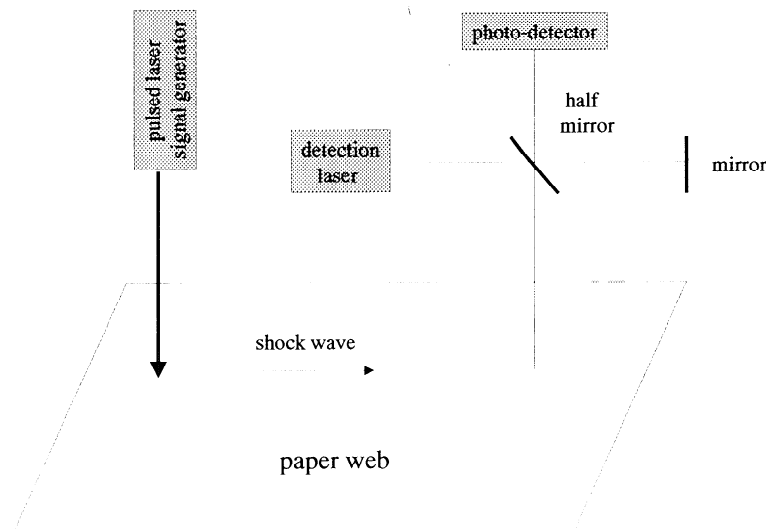 pulsed laser
signal generator
photo-detector
half
mirror
detection
laser
mirror
shock wave
paper web